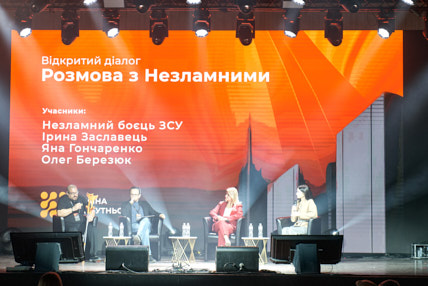 Відкритий діалог
Розмова з Незламними
Учасники:
Незламний боєць ЗСУ
Ірина Заславець
Яна Гончаренко
Олег Березюк